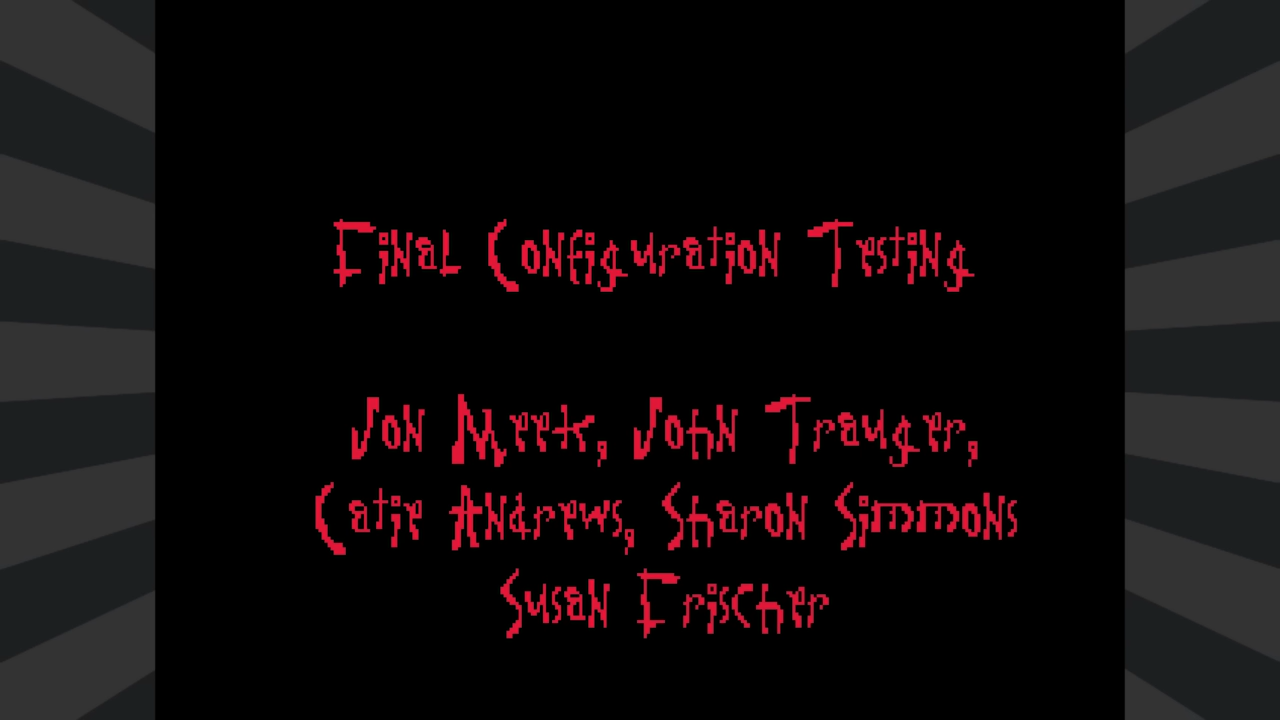 Final Configuration Testing
Jon Meek, John Trauger,
Catie Andrews, Sharon Simmons
Susan Frischer